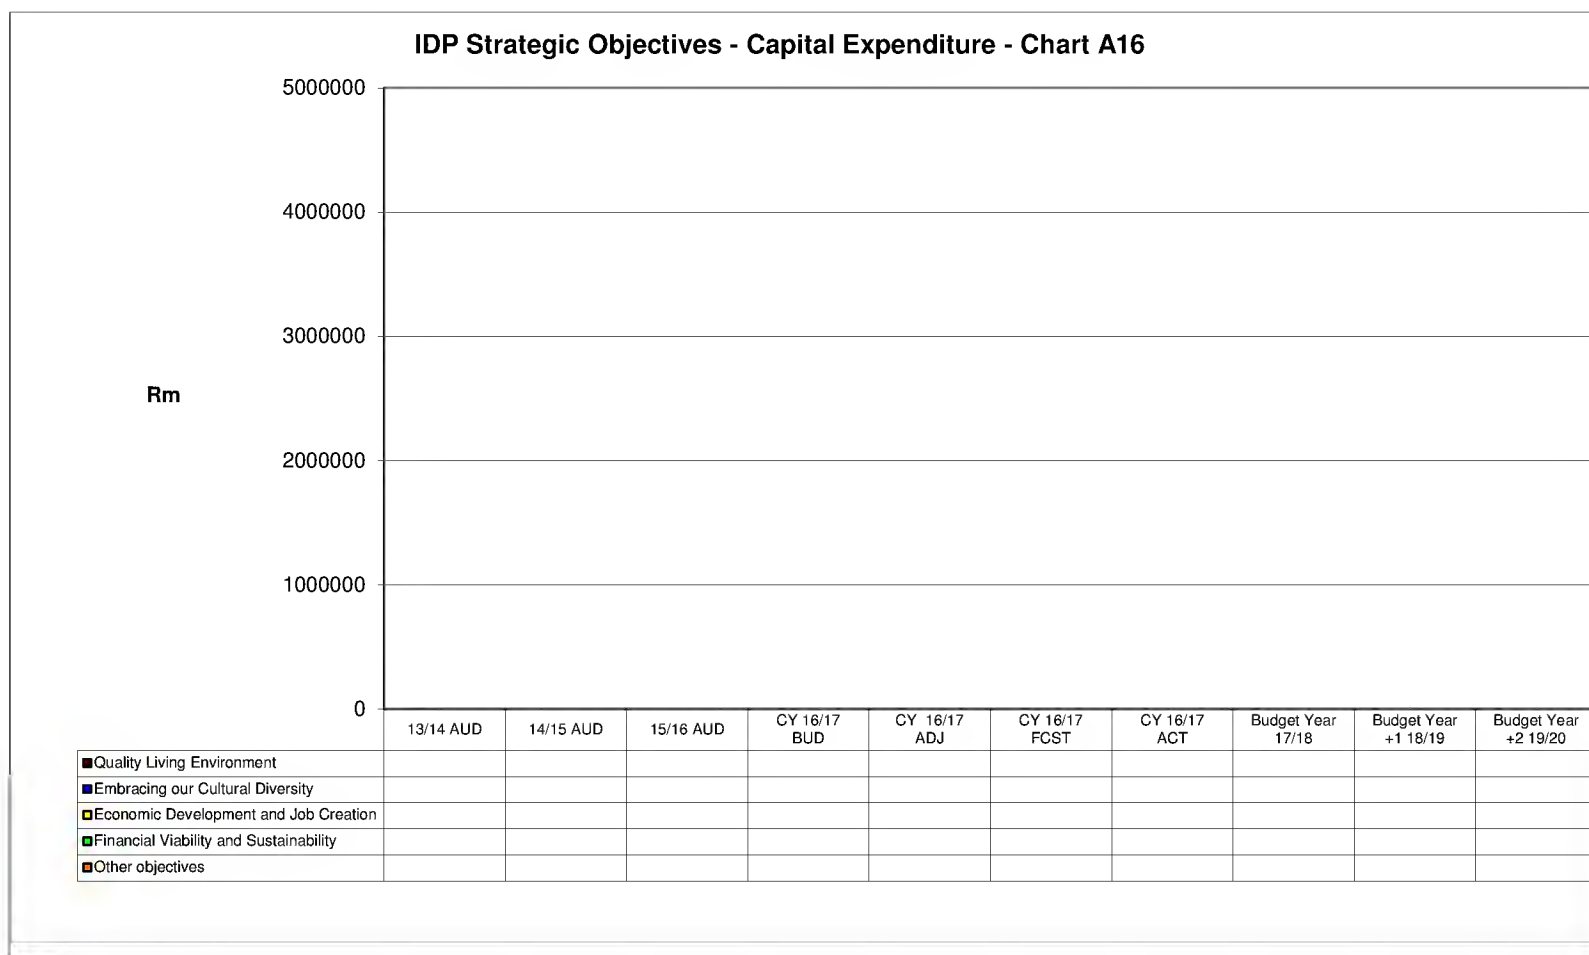 IDP Strategic Objectives - Capital Expenditure - Chart A16
5000000
4000000
3000000
Rm
2000000
1000000
0
13/14 AUD 14/15 AUD 15/16 AUD CY 16/17 CY  16/17 CY 16/17 CY 16/17 Budget Year Budget Year Budget Year
BUD ADJ FCST ACT 17/18 +1 18/19 +2 19/20
Quality Living Environment
Embracing our Cultural Diversity
Economic Development and Job Creation
Financial Viability and Sustainability
Other objectives